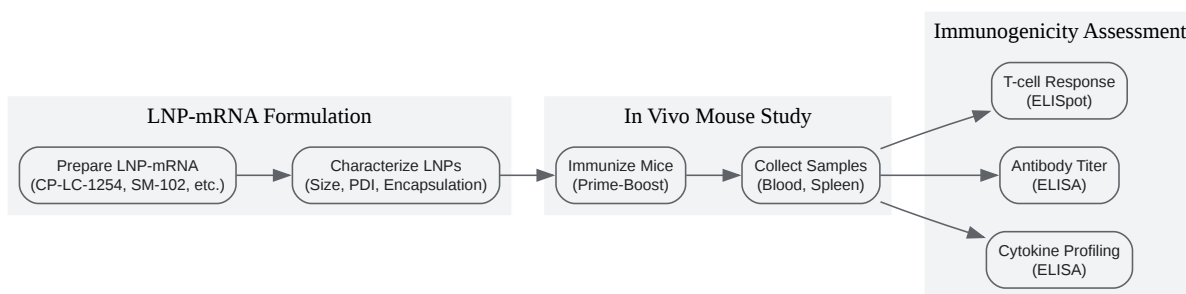 LNP-mRNA Formulation
Prepare LNP-mRNA
(CP-LC-1254, SM-102, etc.)
Characterize LNPs
(Size, PDI, Encapsulation)
In Vivo Mouse Study
Immunize Mice
(Prime-Boost)
Collect Samples
(Blood, Spleen)
Immunogenicity Assessment
T-cell Response
(ELISpot)
Antibody Titer
(ELISA)
Cytokine Profiling
(ELISA)